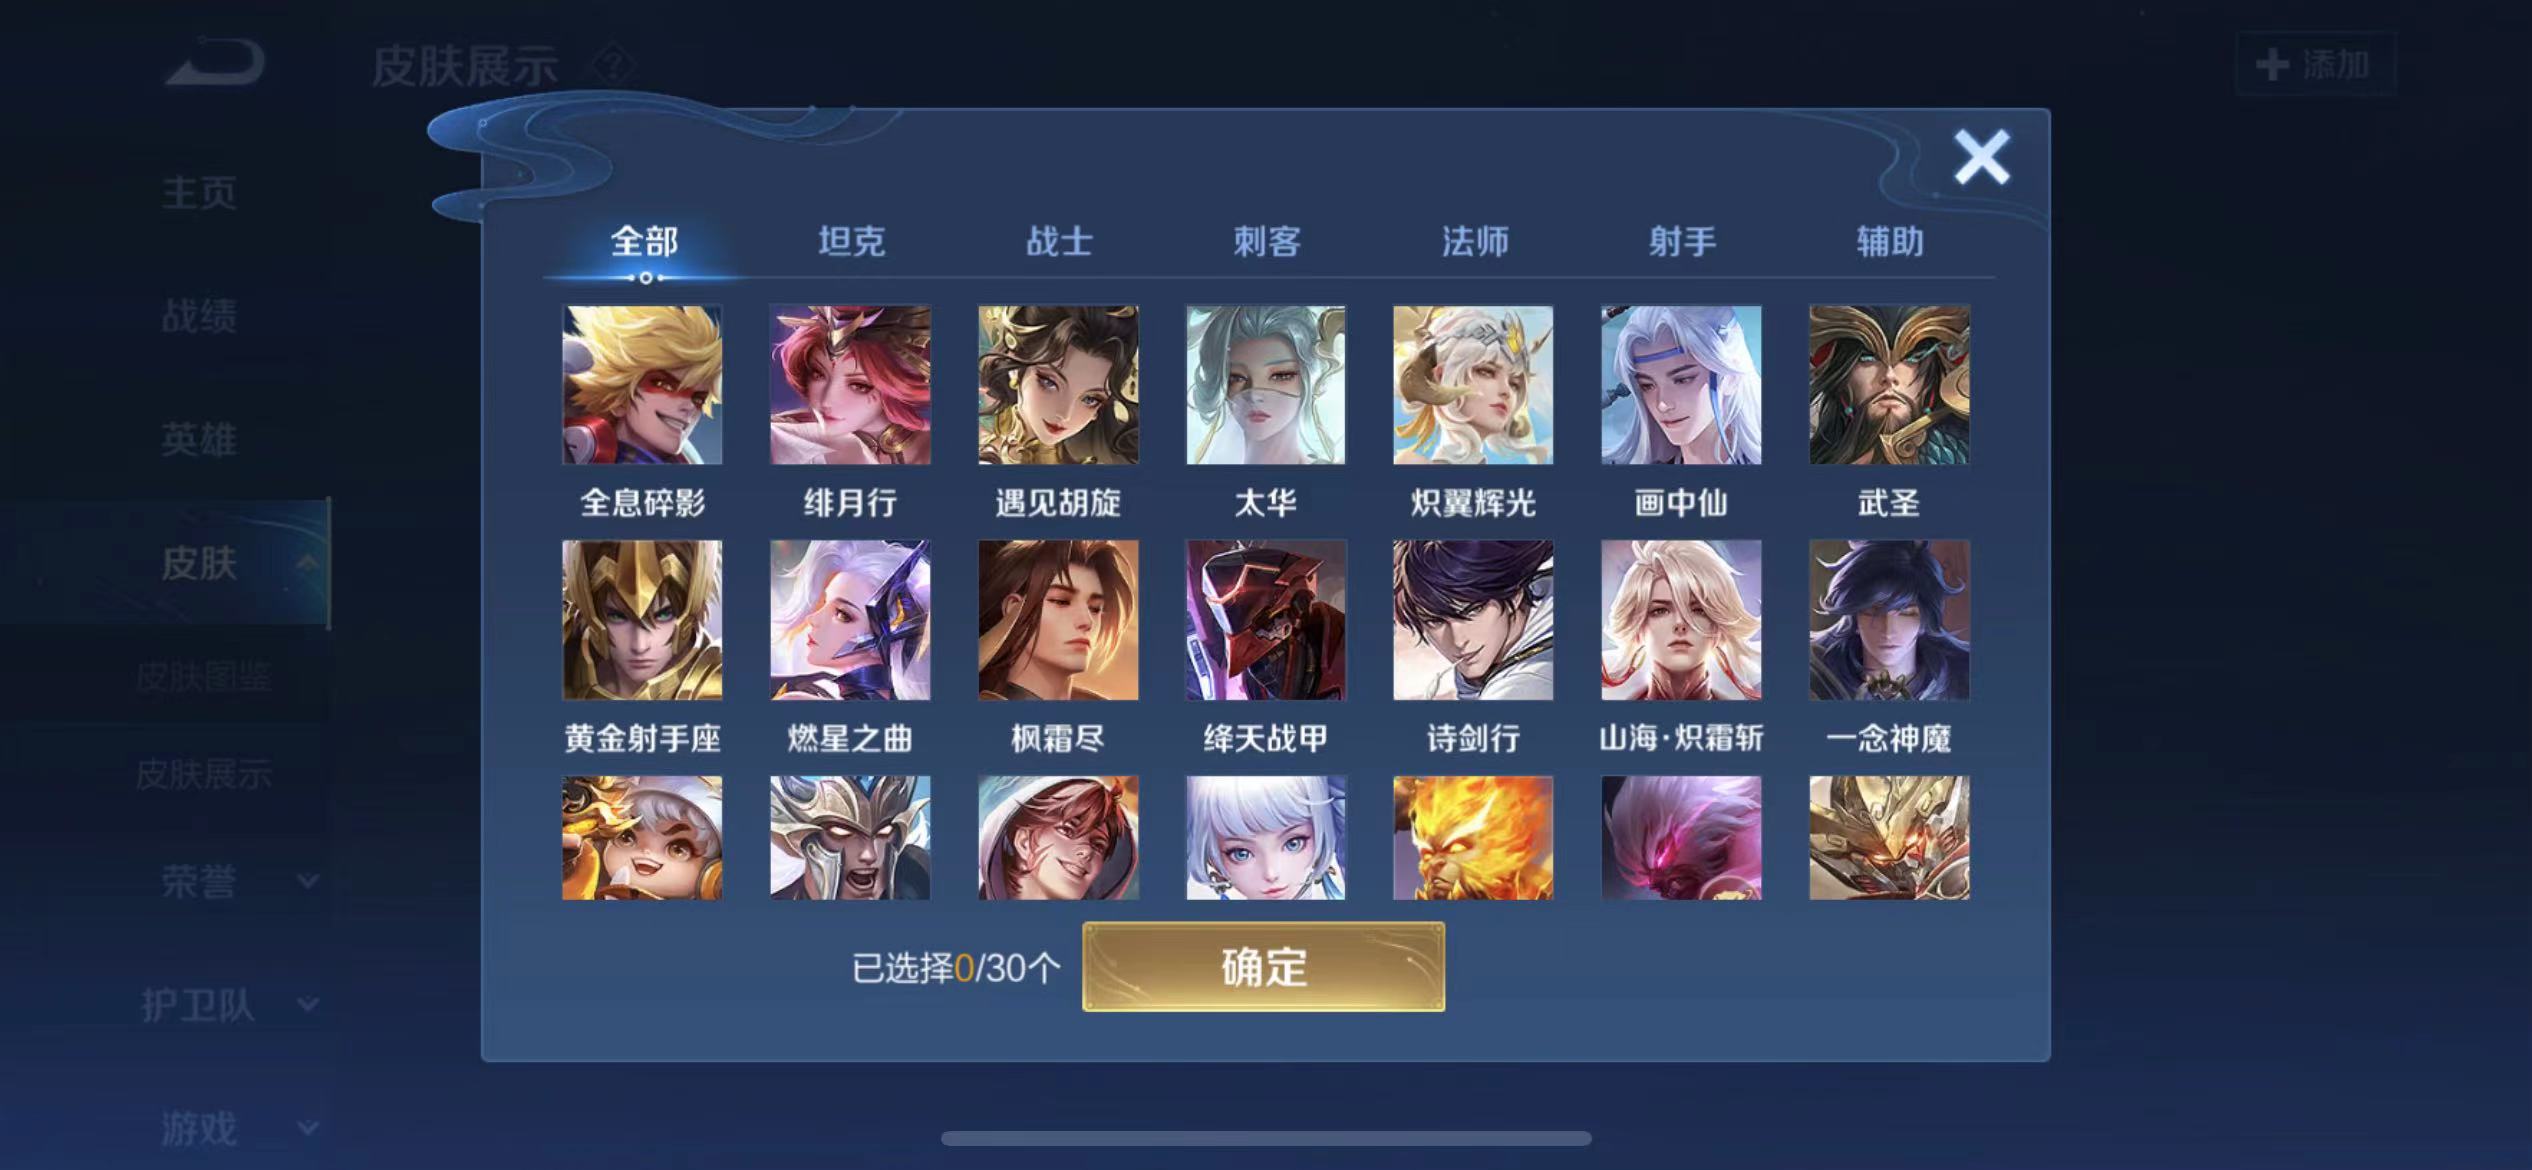 皮肤展示 ?
添加
主页
战绩
英雄
皮肤
皮肤图鉴
皮肤展示
荣誉
护卫队
游戏
全部 坦克 战士 刺客 法师 射手 辅助
全息碎影 绯月行 遇见胡旋 太华 炽翼辉光 画中仙 武圣
黄金射手座 燃星之曲 枫霜尽 绛天战甲 诗剑行 山海·炽霜斩 一念神魔
已选择0/30个 确定